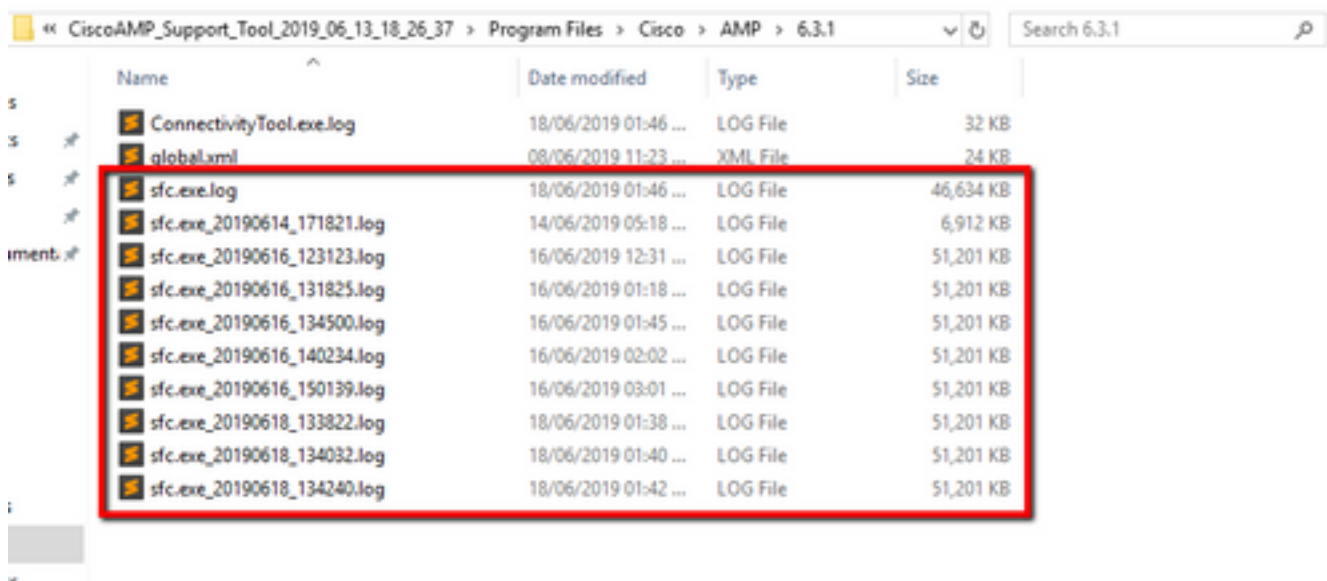 « CiscoAMP_Support_Tool_2019_06_13_18_26_37 > Program Files > Cisco > AMP > 6.3.1 Search 6.3.1
Name Date modified Type Size
ConnectivityTool.exe.log 18/06/2019 01:46 ... LOG File 32 KB
global.xml 08/06/2019 11:23 ... XML File 24 KB
sfc.exe.log 18/06/2019 01:46 ... LOG File 46,634 KB
sfc.exe_20190614_171821.log 14/06/2019 05:18 ... LOG File 6,912 KB
sfc.exe_20190616_123123.log 16/06/2019 12:31 ... LOG File 51,201 KB
sfc.exe_20190616_131825.log 16/06/2019 01:18 ... LOG File 51,201 KB
sfc.exe_20190616_134500.log 16/06/2019 01:45 ... LOG File 51,201 KB
sfc.exe_20190616_140234.log 16/06/2019 02:02 ... LOG File 51,201 KB
sfc.exe_20190616_150139.log 16/06/2019 03:01 ... LOG File 51,201 KB
sfc.exe_20190618_133822.log 18/06/2019 01:38 ... LOG File 51,201 KB
sfc.exe_20190618_134032.log 18/06/2019 01:40 ... LOG File 51,201 KB
sfc.exe_20190618_134240.log 18/06/2019 01:42 ... LOG File 51,201 KB